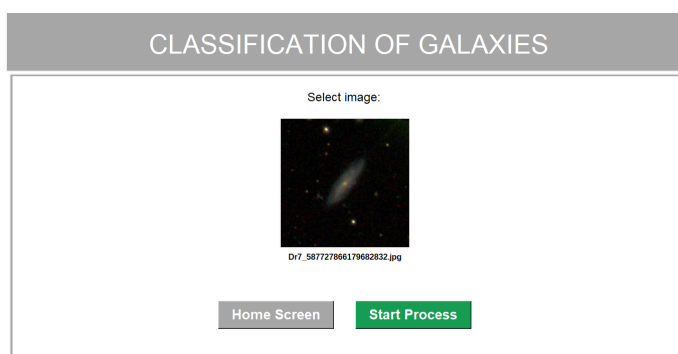 CLASSIFICATION OF GALAXIES
Select image:
Dr7_587727866179682832.jpg
Home Screen
Start Process